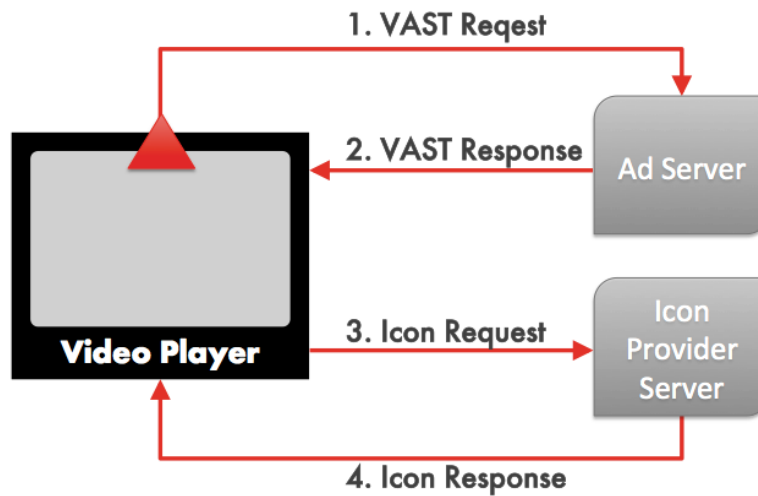 1. VAST Reqest
2. VAST Response
Ad Server
Video Player
3. Icon Request
Icon
Provider
Server
4. Icon Response